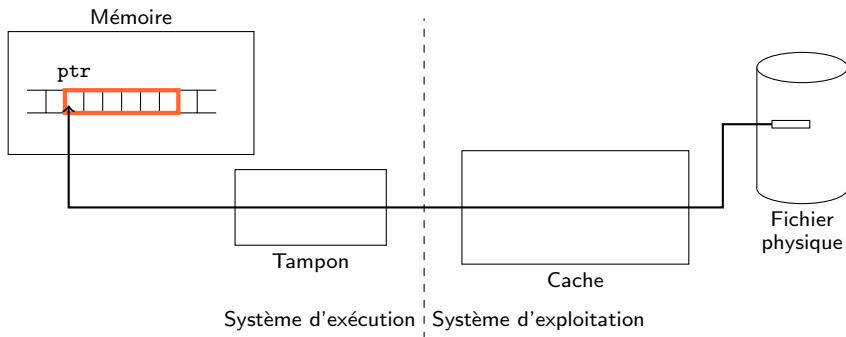 Mémoire
ptr
Tampon
Cache
Fichier
physique
Système d'exécution
Système d'exploitation